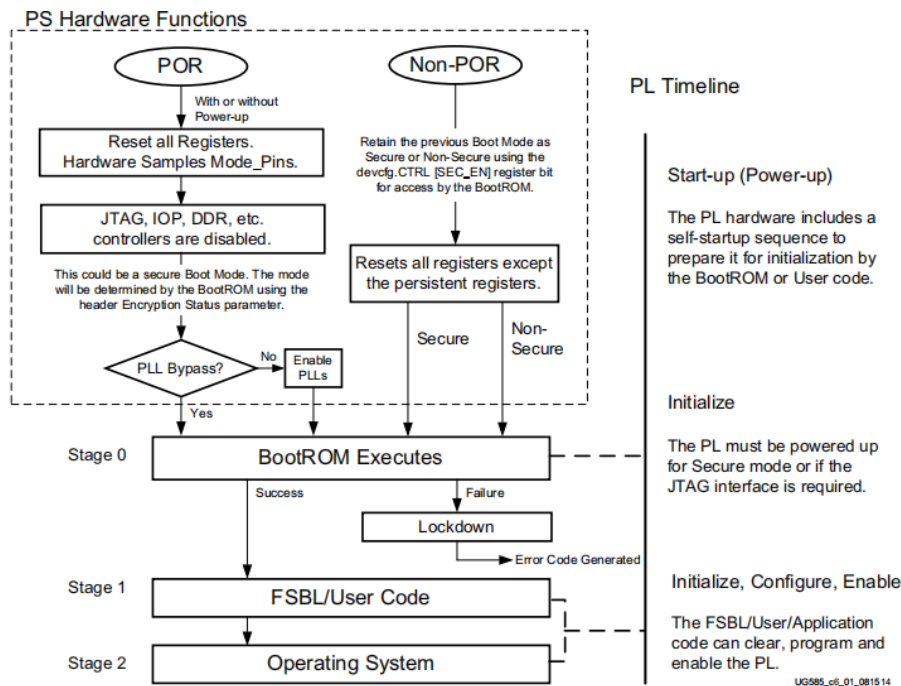 PS Hardware Functions
POR
With or without
Power-up
Reset all Registers.
Hardware Samples Mode_Pins.
JTAG, IOP, DDR, etc.
controllers are disabled.
This could be a secure Boot Mode. The mode
will be determined by the BootROM using the
header Encryption Status parameter.
PLL Bypass?
No
Enable
PLLs
Yes
Non-POR
Retain the previous Boot Mode as
Secure or Non-Secure using the
devcfg.CTRL [SEC_EN] register bit
for access by the BootROM.
Resets all registers except
the persistent registers.
Secure
Non-
Secure
Stage 0
BootROM Executes
Success
Failure
Lockdown
Error Code Generated
Stage 1
FSBL/User Code
Stage 2
Operating System
PL Timeline
Start-up (Power-up)
The PL hardware includes a
self-startup sequence to
prepare it for initialization by
the BootROM or User code.
Initialize
The PL must be powered up
for Secure mode or if the
JTAG interface is required.
Initialize, Configure, Enable
The FSBL/User/Application
code can clear, program and
enable the PL.
UG585_c6_01_081514